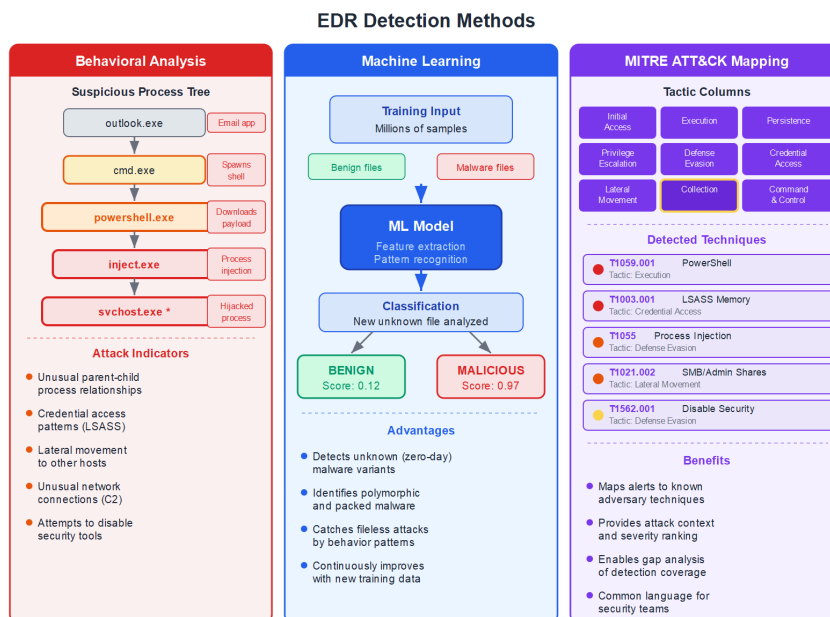 EDR Detection Methods
Behavioral Analysis
Suspicious Process Tree
outlook.exe
Email app
cmd.exe
Spawns
shell
powershell.exe
Downloads
payload
inject.exe
Process
injection
svchost.exe *
Hijacked
process
Attack Indicators
Unusual parent-child
process relationships
Credential access
patterns (LSASS)
Lateral movement
to other hosts
Unusual network
connections (C2)
Attempts to disable
security tools
Machine Learning
Training Input
Millions of samples
Benign files
Malware files
ML Model
Feature extraction
Pattern recognition
Classification
New unknown file analyzed
BENIGN
Score: 0.12
MALICIOUS
Score: 0.97
Advantages
Detects unknown (zero-day)
malware variants
Identifies polymorphic
and packed malware
Catches fileless attacks
by behavior patterns
Continuously improves
with new training data
MITRE ATT&CK Mapping
Tactic Columns
Initial
Access
Execution
Persistence
Privilege
Escalation
Defense
Evasion
Credential
Access
Lateral
Movement
Collection
Command
& Control
Detected Techniques
T1059.001 PowerShell
Tactic: Execution
T1003.001 LSASS Memory
Tactic: Credential Access
T1055 Process Injection
Tactic: Defense Evasion
T1021.002 SMB/Admin Shares
Tactic: Lateral Movement
T1562.001 Disable Security
Tactic: Defense Evasion
Benefits
Maps alerts to known
adversary techniques
Provides attack context
and severity ranking
Enables gap analysis
of detection coverage
Common language for
security teams